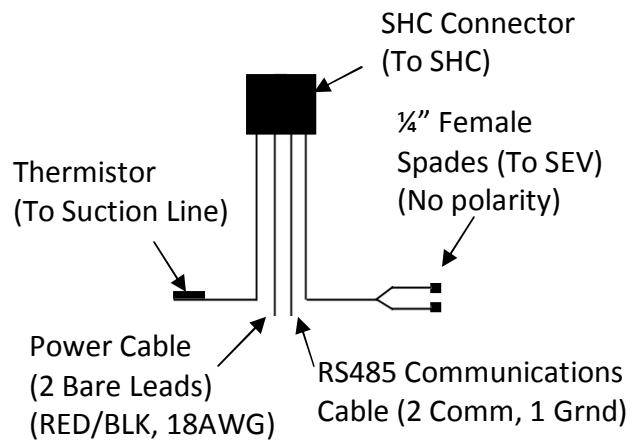 SHC Connector
(To SHC)
¼” Female
Spades (To SEV)
(No polarity)
Thermistor
(To Suction Line)
Power Cable
(2 Bare Leads)
(RED/BLK, 18AWG)
RS485 Communications
Cable (2 Comm, 1 Grnd)